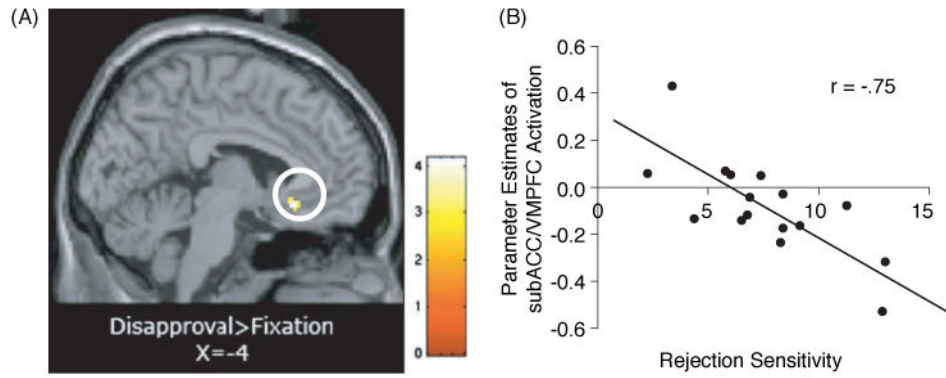 (A)
Disapproval>Fixation
X=-4
4
3
2
1
0
(B)
Parameter Estimates of
subACC/VMPFC Activation
0.6
0.4
0.2
0.0
-0.2
-0.4
-0.6
0
5
10
15
r = -.75
Rejection Sensitivity